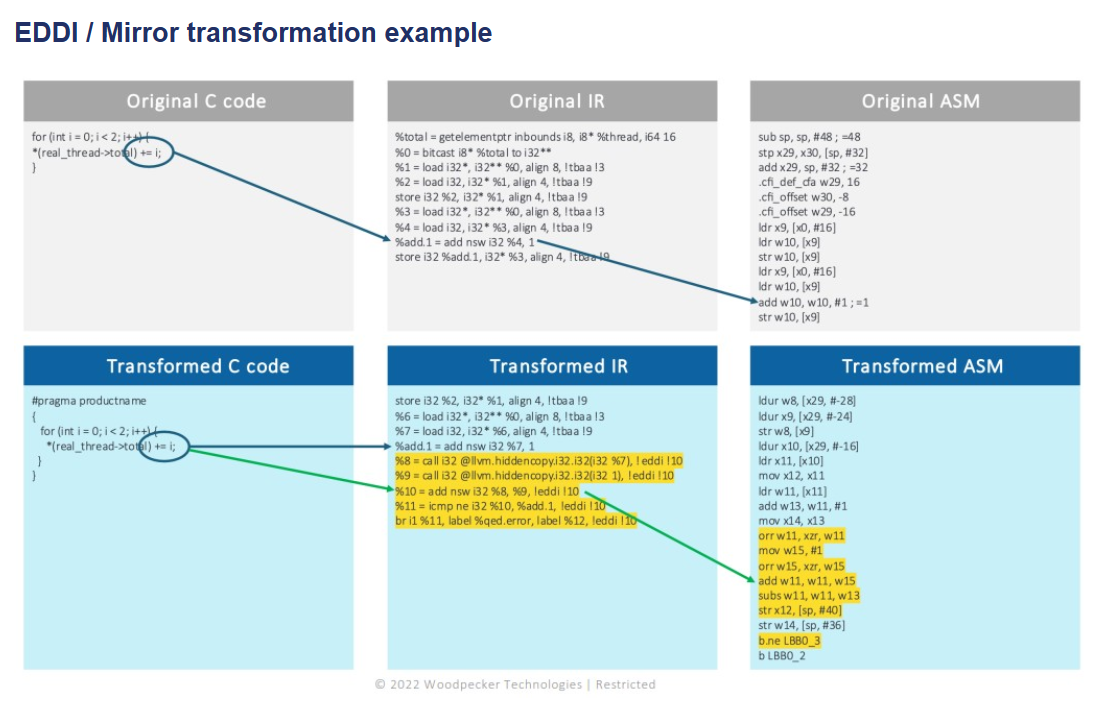 EDDI / Mirror transformation example
Original C code
for (int i = 0; i < 2; i++) {
*(real_thread->total) += i;
}
Original IR
%total = getelementptr inbounds i8, i8* %thread, i64 16
%0 = bitcast i8* %total to i32**
%1 = load i32*, i32** %0, align 8, !tbaa !3
%2 = load i32, i32* %1, align 4, !tbaa !9
store i32 %2, i32* %1, align 4, !tbaa !9
%3 = load i32*, i32** %0, align 8, !tbaa !3
%4 = load i32, i32* %3, align 4, !tbaa !9
%add.1 = add nsw i32 %4, 1
store i32 %add.1, i32* %3, align 4, !tbaa !9
Original ASM
sub sp, sp, #48 ; =48
stp x29, x30, [sp, #32]
add x29, sp, #32 ; =32
.cfi_def_cfa w29, 16
.cfi_offset w30, -8
.cfi_offset w29, -16
ldr x9, [x0, #16]
ldr w10, [x9]
str w10, [x9]
ldr x9, [x0, #16]
ldr w10, [x9]
add w10, w10, #1 ; =1
str w10, [x9]
Transformed C code
#pragma productname
{
for (int i = 0; i < 2; i++) {
*(real_thread->total) += i;
}
}
Transformed IR
store i32 %2, i32* %1, align 4, !tbaa !9
%6 = load i32*, i32** %0, align 8, !tbaa !3
%7 = load i32, i32* %6, align 4, !tbaa !9
%add.1 = add nsw i32 %7, 1
%8 = call i32 @llvm.hiddencopy.i32.i32(i32 %7), !eddi !10
%9 = call i32 @llvm.hiddencopy.i32.i32(i32 1), !eddi !10
%10 = add nsw i32 %8, %9, !eddi !10
%11 = icmp ne i32 %10, %add.1, !eddi !10
br i1 %11, label %qed.error, label %12, !eddi !10
Transformed ASM
ldur w8, [x29, #-28]
ldur x9, [x29, #-24]
str w8, [x9]
ldur x10, [x29, #-16]
ldr x11, [x10]
mov x12, x11
ldr w11, [x11]
add w13, w11, #1
mov x14, x13
orr w11, xzr, w11
mov w15, #1
orr w15, xzr, w15
add w11, w11, w15
subs w11, w11, w13
str x12, [sp, #40]
str w14, [sp, #36]
b.ne LBB0_3
b LBB0_2
© 2022 Woodpecker Technologies | Restricted